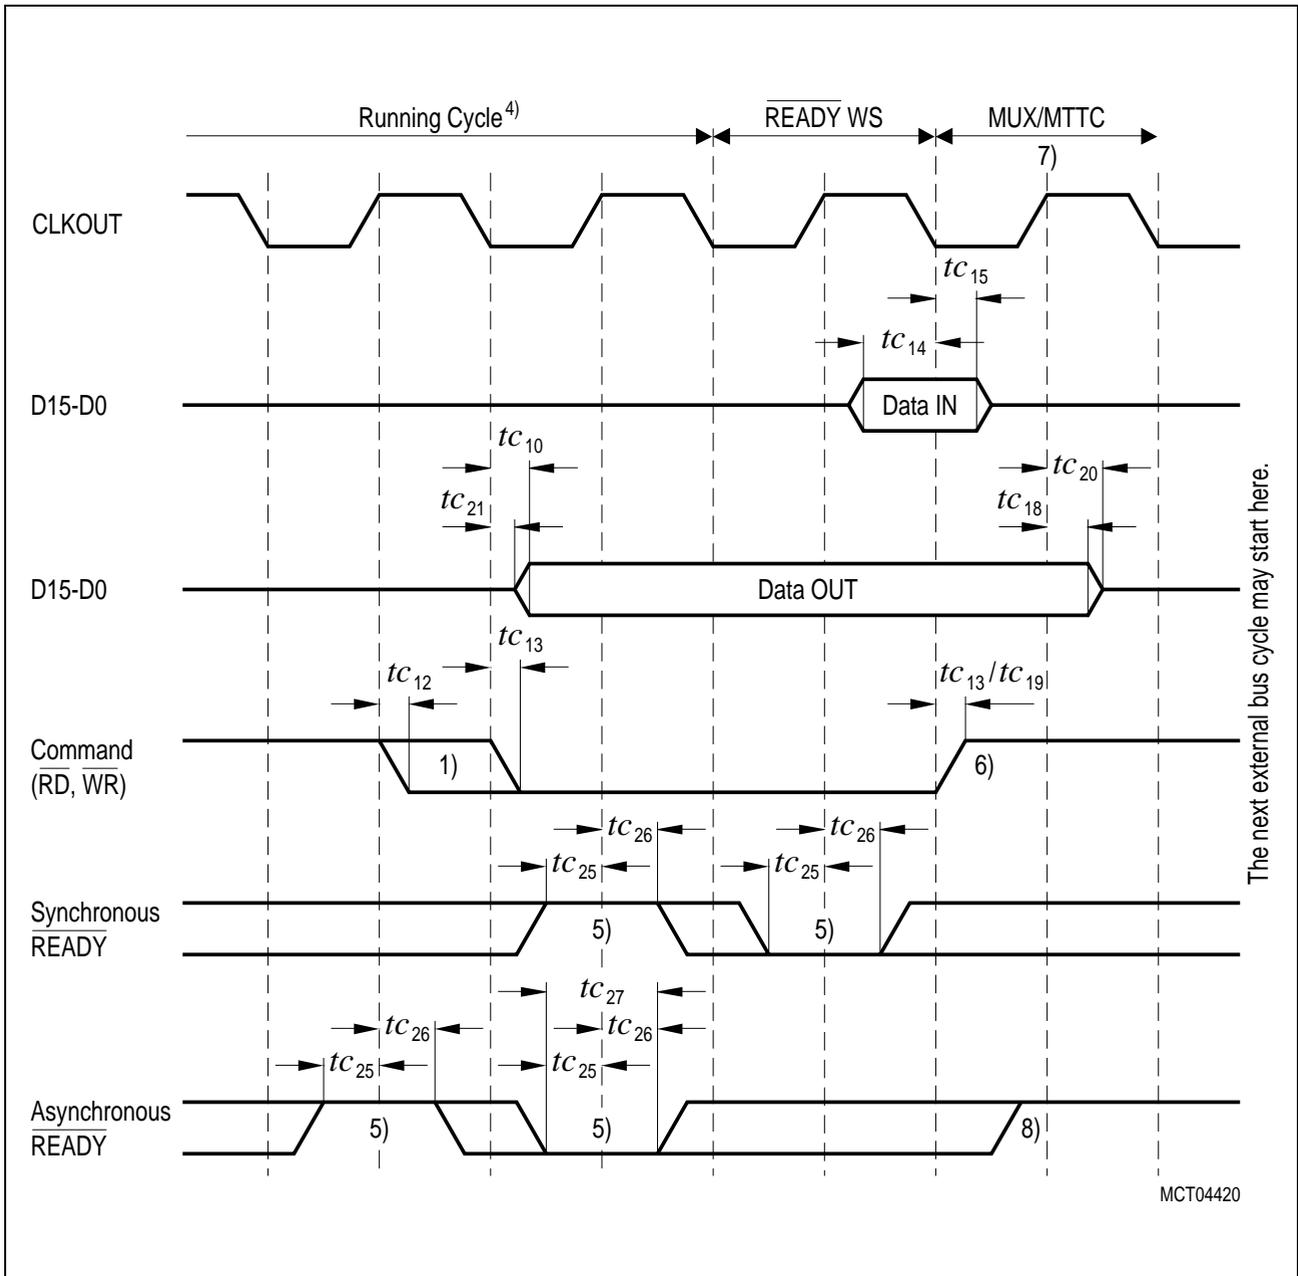 Running Cycle4) READY WS MUX/MTTC
7)
CLKOUT
tc15
tc14
D15-D0 Data IN
tc10 tc20
tc21 tc18
D15-D0 Data OUT
tc13
tc12 tc13/tc19
Command
(RD, WR) 1) 6)
tc26 tc26
tc25 tc25
Synchronous
READY 5) 5)
tc27
tc26 tc26
tc25 tc25
Asynchronous
READY 5) 5) 8)
The next external bus cycle may start here.
MCT04420